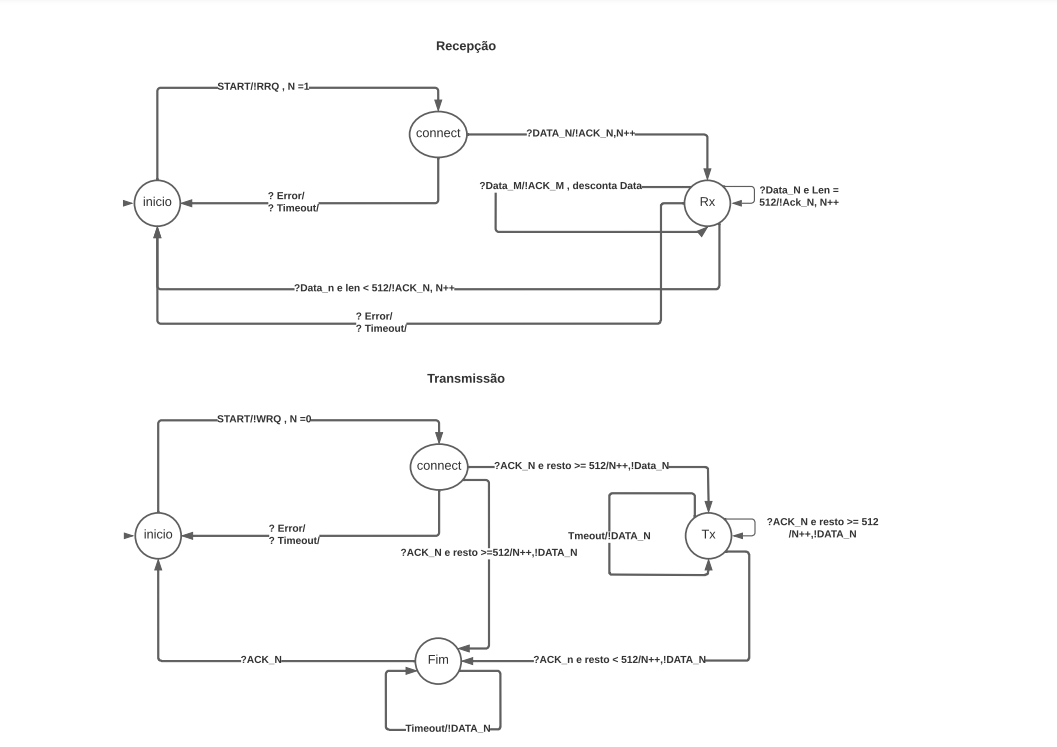 Recepção
START/!RRQ , N =1
connect
?DATA_N/!ACK_N,N++
?Data_M/!ACK_M , desconta Data
?Data_N e Len =
512/!Ack_N, N++
? Error/
? Timeout/
inicio
Rx
?Data_n e len < 512/!ACK_N, N++
? Error/
? Timeout/
Transmissão
START/!WRQ , N =0
connect
?ACK_N e resto >= 512/N++,!Data_N
?ACK_N e resto >= 512
/N++,!DATA_N
? Error/
? Timeout/
inicio
Tmeout/!DATA_N
Tx
?ACK_N e resto >=512/N++,!DATA_N
?ACK_N
Fim
?ACK_n e resto < 512/N++,!DATA_N
Timeout/!DATA_N